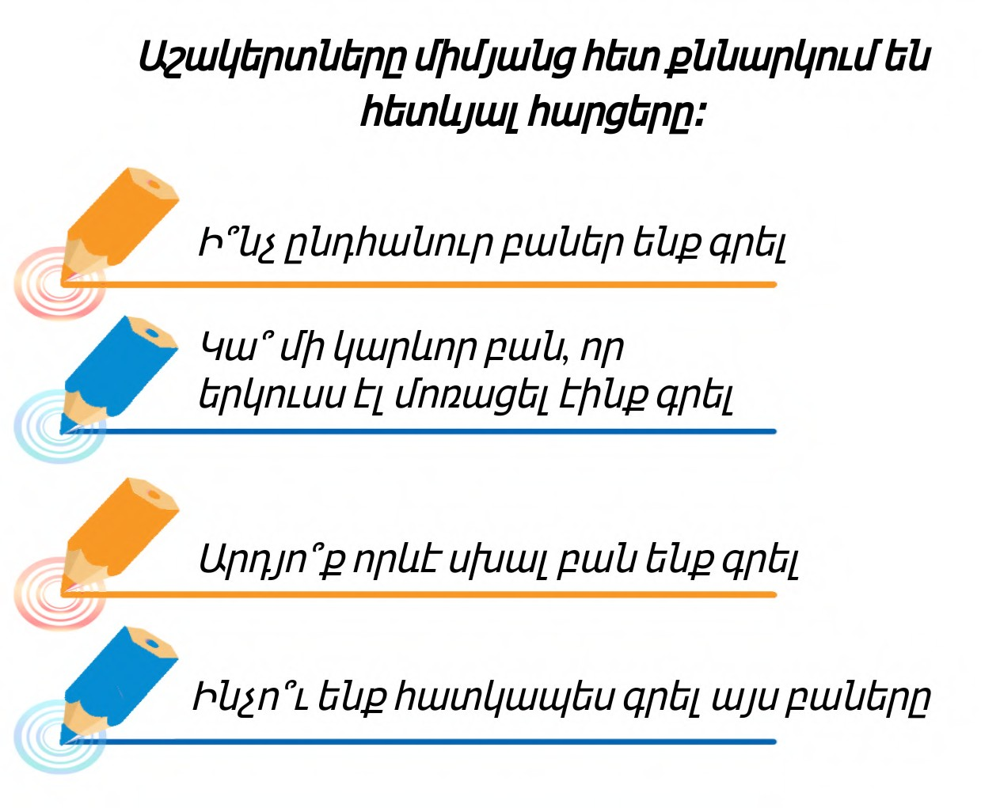 Աշակերտները միմյանց հետ քննարկում են
հետևյալ հարցերը:
Ի՞նչ ընդհանուր բաներ ենք գրել
Կա՞ մի կարևոր բան, որ
երկուսս էլ մոռացել էինք գրել
Արդյո՞ք որևէ սխալ բան ենք գրել
Ինչո՞ւ ենք հատկապես գրել այս բաները